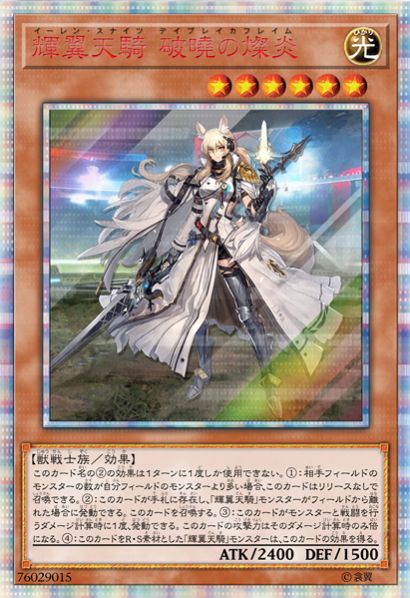 イーレン・スナイツ デイブレイカフレイム
輝翼天騎 破曉の燦炎
ひかり
光
【獣戦士族／効果】
このカード名の②の効果は1ターンに1度しか使用できない。①：相手フィールドの
モンスターの数が自分フィールドのモンスターより多い場合、このカードはリリースなしで
召喚できる。②：このカードが手札に存在し、「輝翼天騎」モンスターがフィールドから離
れた場合に発動できる。このカードを召喚する。③：このカードがモンスターと戦闘を行
うダメージ計算時に1度、発動できる。このカードの攻撃力はそのダメージ計算時のみ倍
になる。④：このカードをR・S素材とした「輝翼天騎」モンスターは、このカードの効果を得る。
ATK/2400 DEF/1500
76029015
©袁翼